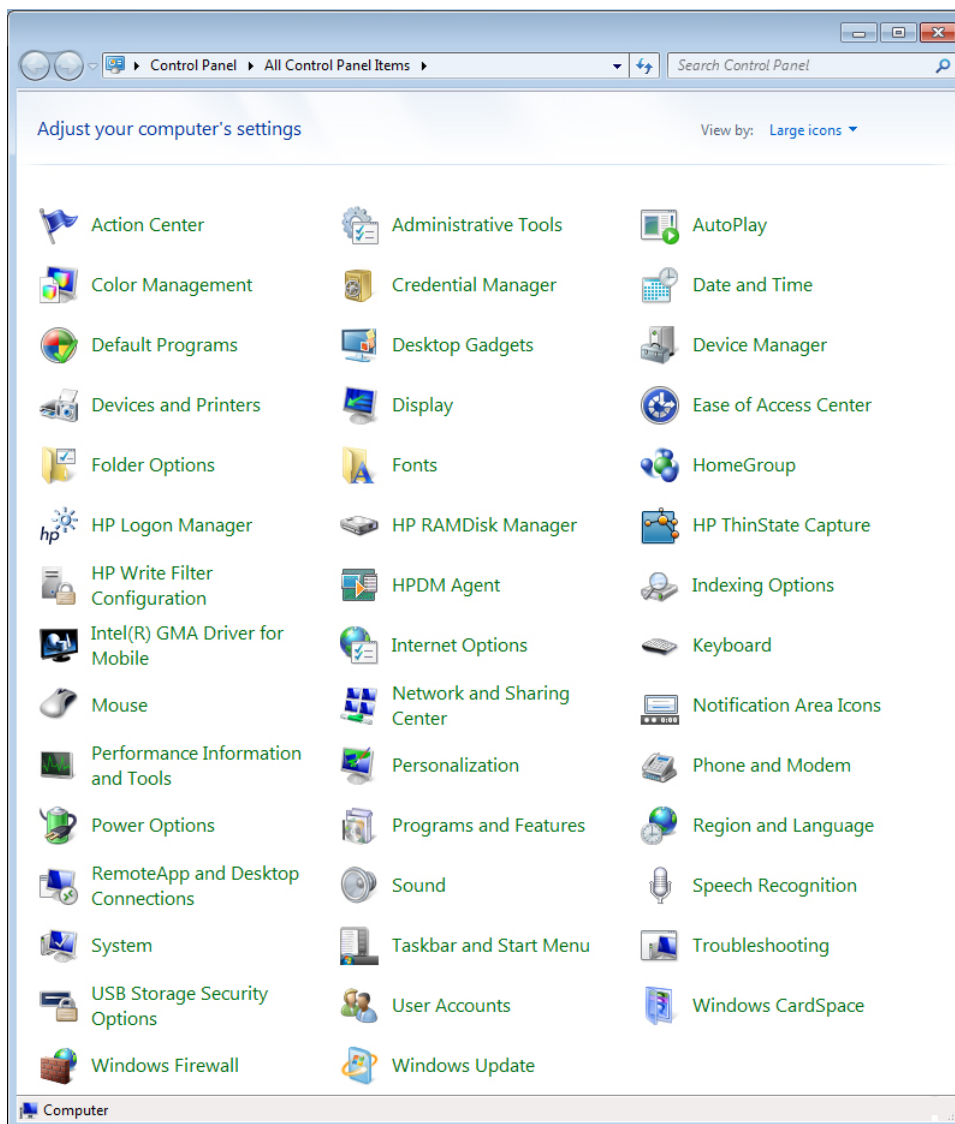 Control Panel All Control Panel Items Search Control Panel
Adjust your computer's settings View by: Large icons
Action Center Administrative Tools AutoPlay
Color Management Credential Manager Date and Time
Default Programs Desktop Gadgets Device Manager
Devices and Printers Display Ease of Access Center
Folder Options Fonts HomeGroup
hp HP Logon Manager HP RAMDisk Manager HP ThinState Capture
HP Write Filter
Configuration
HPDM Agent Indexing Options
Intel(R) GMA Driver for
Mobile
Internet Options Keyboard
Mouse
Network and Sharing
Center
Notification Area Icons
Performance Information
and Tools
Personalization Phone and Modem
Power Options Programs and Features Region and Language
RemoteApp and Desktop
Connections
Sound Speech Recognition
System Taskbar and Start Menu Troubleshooting
USB Storage Security
Options
User Accounts Windows CardSpace
Windows Firewall Windows Update
Computer